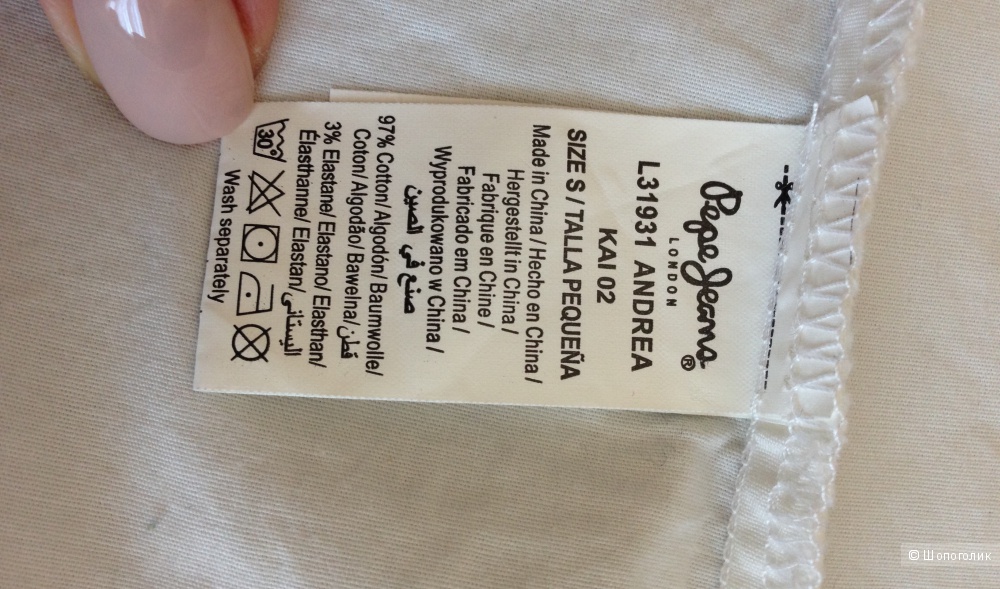 Pepe Jeans®
LONDON
L31931 ANDREA
KAI 02
SIZE S / TALLA PEQUEÑA
Made in China / Hecho en China /
Hergestellt in China /
Fabriqué en Chine /
Fabricado em China /
Wyprodukowano w China /
صنع في الصين
97% Cotton/ Algodón/ Baumwolle/
Coton/ Algodão/ Bawelna/ قطن
3% Elastane/ Elastano/ Elasthan/
Élasthanne/ Elastan/
30°
Wash separately
© Шопоголик